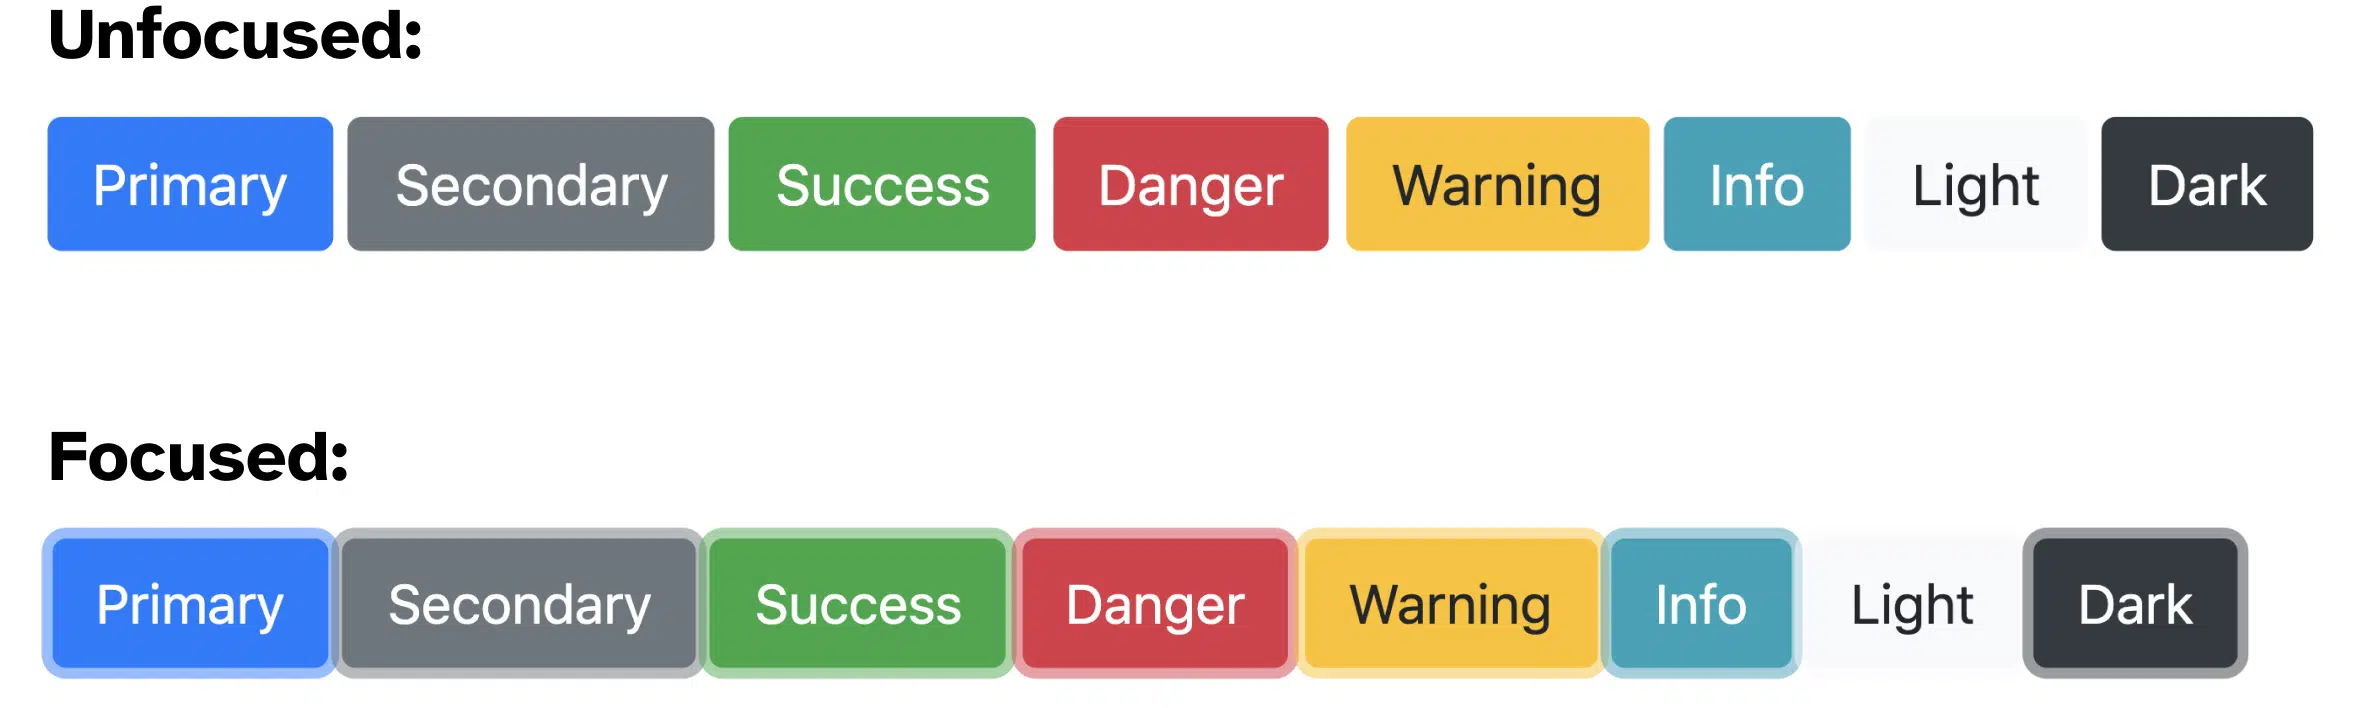 Unfocused:
Primary Secondary Success Danger Warning Info Light Dark
Focused:
Primary Secondary Success Danger Warning Info Light Dark